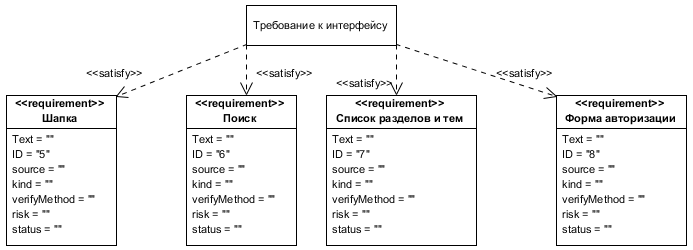 Требование к интерфейсу
<<satisfy>>
<<satisfy>>
<<satisfy>>
<<satisfy>>
<<requirement>>
Шапка
Text = ""
ID = "5"
source = ""
kind = ""
verifyMethod = ""
risk = ""
status = ""
<<requirement>>
Поиск
Text = ""
ID = "6"
source = ""
kind = ""
verifyMethod = ""
risk = ""
status = ""
<<requirement>>
Список разделов и тем
Text = ""
ID = "7"
source = ""
kind = ""
verifyMethod = ""
risk = ""
status = ""
<<requirement>>
Форма авторизации
Text = ""
ID = "8"
source = ""
kind = ""
verifyMethod = ""
risk = ""
status = ""